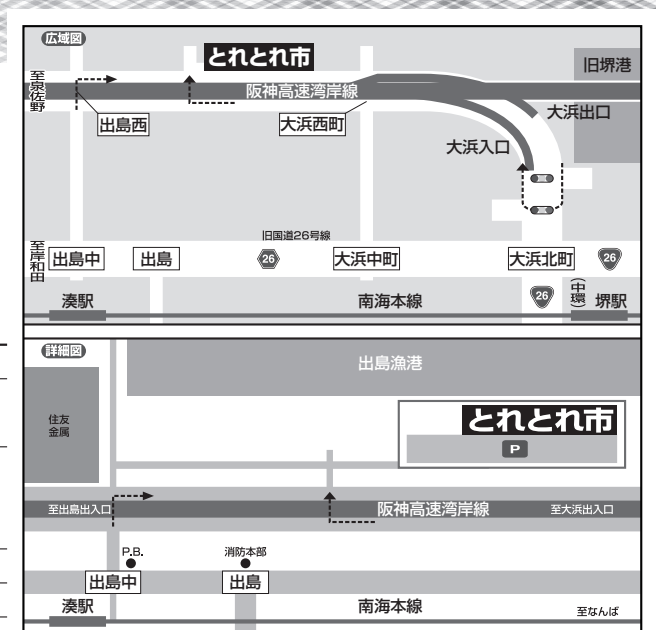 広域図
とれとれ市
旧堺港
至泉佐野
阪神高速湾岸線
出島西
大浜西町
大浜出口
大浜入口
旧国道26号線
至岸和田
出島中
出島
26
大浜中町
大浜北町
26
湊駅
南海本線
26
(中環)
堺駅
詳細図
出島漁港
住友
金属
とれとれ市
P
至出島出入口
阪神高速湾岸線
至大浜出入口
P.B.
消防本部
出島中
出島
湊駅
南海本線
至なんば